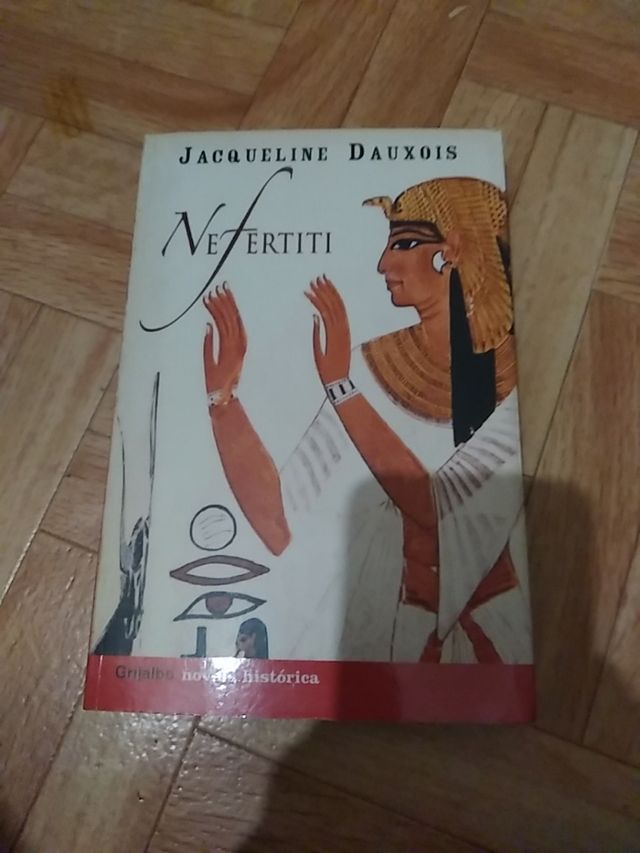 JACQUELINE DAUXOIS
NEFERTITI
Grijalbo novela histórica